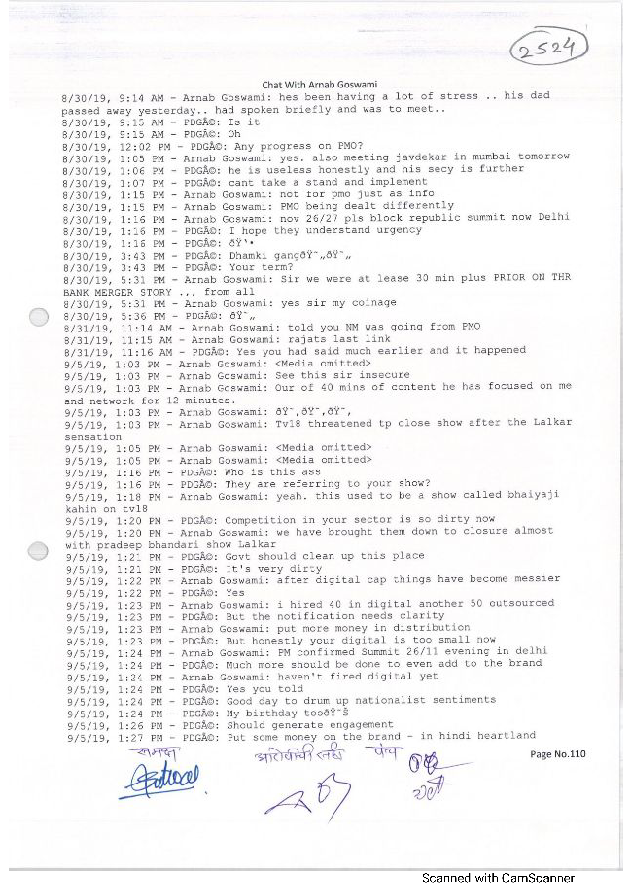 2524
Chat With Arnab Goswami
8/30/19, 9:14 AM - Arnab Goswami: hes been having a lot of stress .. his dad
passed away yesterday.. had spoken briefly and was to meet..
8/30/19, 9:15 AM - PDGÃ©: Is it
8/30/19, 9:15 AM - PDGÃ©: Oh
8/30/19, 12:02 PM - PDGÃ©: Any progress on PMO?
8/30/19, 1:05 PM - Arnab Goswami: yes. also meeting javdekar in mumbai tomorrow
8/30/19, 1:06 PM - PDGÃ©: he is useless honestly and his secy is further
8/30/19, 1:07 PM - PDGÃ©: cant take a stand and implement
8/30/19, 1:15 PM - Arnab Goswami: not for pmo just as info
8/30/19, 1:15 PM - Arnab Goswami: PMO being dealt differently
8/30/19, 1:16 PM - Arnab Goswami: nov 26/27 pls block republic summit now Delhi
8/30/19, 1:16 PM - PDGÃ©: I hope they understand urgency
8/30/19, 1:16 PM - PDGÃ©: ðŸ'•
8/30/19, 3:43 PM - PDGÃ©: Dhamki gançðŸ˜„ðŸ˜„
8/30/19, 3:43 PM - PDGÃ©: Your term?
8/30/19, 5:31 PM - Arnab Goswami: Sir we were at lease 30 min plus PRIOR ON THR
BANK MERGER STORY ... from all
8/30/19, 5:31 PM - Arnab Goswami: yes sir my coinage
8/30/19, 5:36 PM - PDGÃ©: ðŸ˜„
8/31/19, 11:14 AM - Arnab Goswami: told you NM was going from PMO
8/31/19, 11:15 AM - Arnab Goswami: rajats last link
8/31/19, 11:16 AM - PDGÃ©: Yes you had said much earlier and it happened
9/5/19, 1:03 PM - Arnab Goswami: <Media omitted>
9/5/19, 1:03 PM - Arnab Goswami: See this sir insecure
9/5/19, 1:03 PM - Arnab Goswami: Our of 40 mins of content he has focused on me
and network for 12 minutes.
9/5/19, 1:03 PM - Arnab Goswami: ðŸ˜‚ðŸ˜‚ðŸ˜‚
9/5/19, 1:03 PM - Arnab Goswami: Tv18 threatened tp close show after the Lalkar
sensation
9/5/19, 1:05 PM - Arnab Goswami: <Media omitted>
9/5/19, 1:05 PM - Arnab Goswami: <Media omitted>
9/5/19, 1:16 PM - PDGÃ©: Who is this ass
9/5/19, 1:16 PM - PDGÃ©: They are referring to your show?
9/5/19, 1:18 PM - Arnab Goswami: yeah. this used to be a show called bhaiyaji
kahin on tv18
9/5/19, 1:20 PM - PDGÃ©: Competition in your sector is so dirty now
9/5/19, 1:20 PM - Arnab Goswami: we have brought them down to closure almost
with pradeep bhandari show Lalkar
9/5/19, 1:21 PM - PDGÃ©: Govt should clean up this place
9/5/19, 1:21 PM - PDGÃ©: It's very dirty
9/5/19, 1:22 PM - Arnab Goswami: after digital cap things have become messier
9/5/19, 1:22 PM - PDGÃ©: Yes
9/5/19, 1:23 PM - Arnab Goswami: i hired 40 in digital another 50 outsourced
9/5/19, 1:23 PM - PDGÃ©: But the notification needs clarity
9/5/19, 1:23 PM - Arnab Goswami: put more money in distribution
9/5/19, 1:23 PM - PDGÃ©: But honestly your digital is too small now
9/5/19, 1:24 PM - Arnab Goswami: PM confirmed Summit 26/11 evening in delhi
9/5/19, 1:24 PM - PDGÃ©: Much more should be done to even add to the brand
9/5/19, 1:24 PM - Arnab Goswami: haven't fired digital yet
9/5/19, 1:24 PM - PDGÃ©: Yes you told
9/5/19, 1:24 PM - PDGÃ©: Good day to drum up nationalist sentiments
9/5/19, 1:24 PM - PDGÃ©: My birthday tooðŸ˜Š
9/5/19, 1:26 PM - PDGÃ©: Should generate engagement
9/5/19, 1:27 PM - PDGÃ©: Put some money on the brand - in hindi heartland
समक्ष आरोपीची सही पंच
Page No.110
Scanned with CamScanner